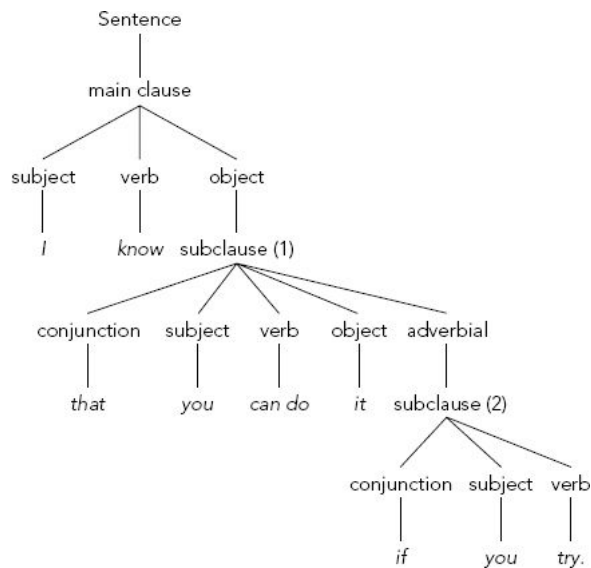 Sentence
main clause
subject verb object
I know subclause (1)
conjunction subject verb object adverbial
that you can do it subclause (2)
conjunction subject verb
if you try.